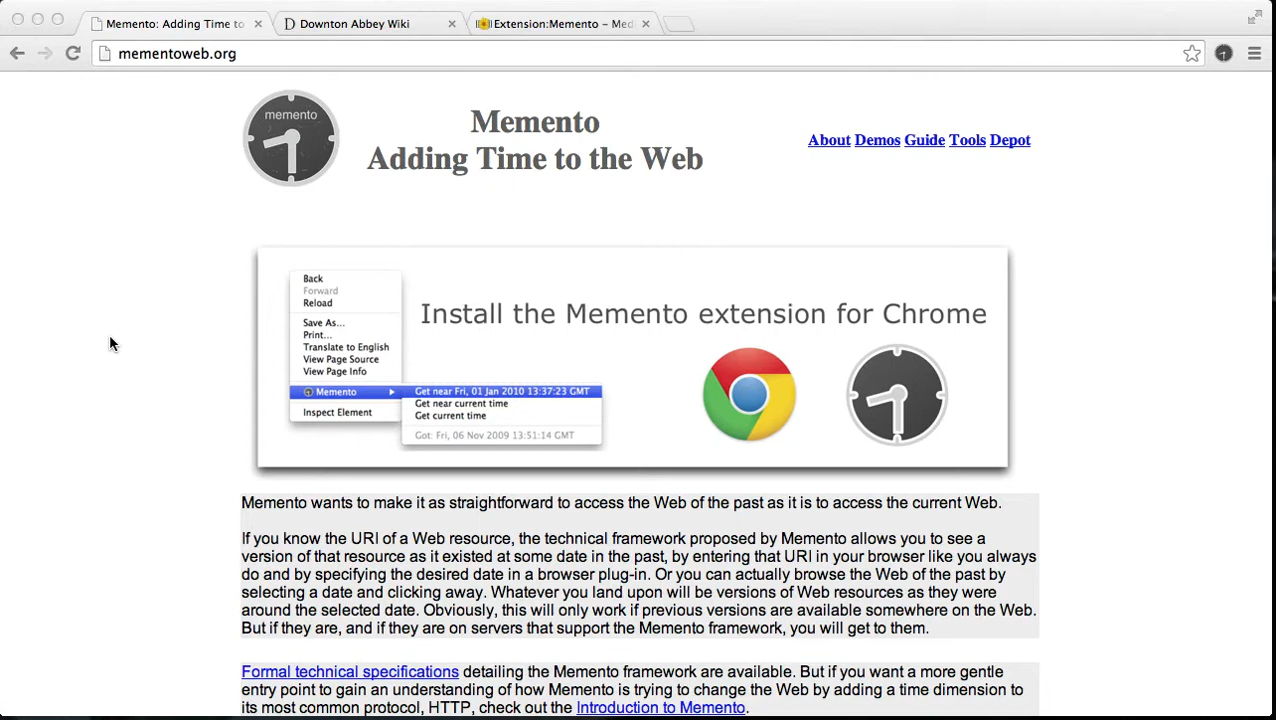 Memento: Adding Time to
Downton Abbey Wiki
Extension:Memento – Med
mementoweb.org
memento
Memento
Adding Time to the Web
About Demos Guide Tools Depot
Back
Forward
Reload
Save As...
Print...
Translate to English
View Page Source
View Page Info
Memento
Inspect Element
Get near Fri, 01 Jan 2010 13:37:23 GMT
Get near current time
Get current time
Got: Fri, 06 Nov 2009 13:51:14 GMT
Install the Memento extension for Chrome
Memento wants to make it as straightforward to access the Web of the past as it is to access the current Web.
If you know the URI of a Web resource, the technical framework proposed by Memento allows you to see a
version of that resource as it existed at some date in the past, by entering that URI in your browser like you always
do and by specifying the desired date in a browser plug-in. Or you can actually browse the Web of the past by
selecting a date and clicking away. Whatever you land upon will be versions of Web resources as they were
around the selected date. Obviously, this will only work if previous versions are available somewhere on the Web.
But if they are, and if they are on servers that support the Memento framework, you will get to them.
Formal technical specifications detailing the Memento framework are available. But if you want a more gentle
entry point to gain an understanding of how Memento is trying to change the Web by adding a time dimension to
its most common protocol, HTTP, check out the Introduction to Memento.